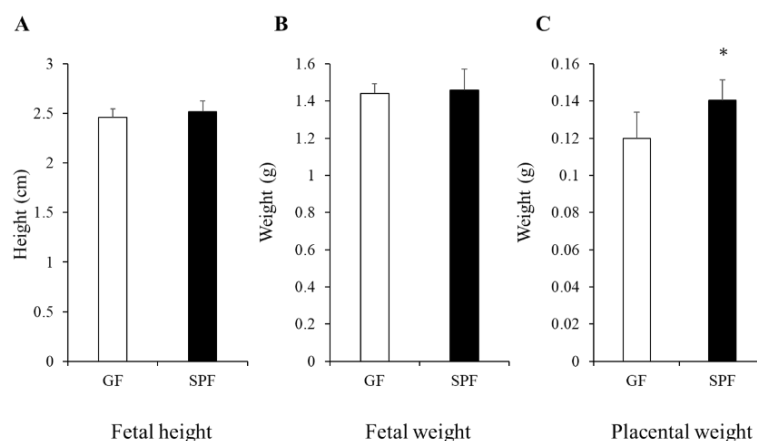 A
Height (cm)
3
2.5
2
1.5
1
0.5
0
GF SPF
Fetal height
B
Weight (g)
1.6
1.4
1.2
1
0.8
0.6
0.4
0.2
0
GF SPF
Fetal weight
C
*
Weight (g)
0.16
0.14
0.12
0.1
0.08
0.06
0.04
0.02
0
GF SPF
Placental weight